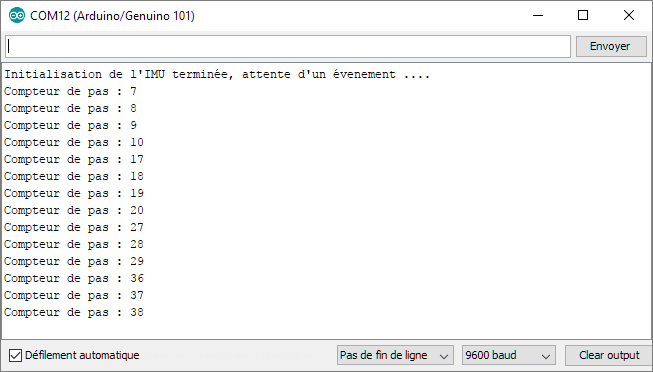 COM12 (Arduino/Genuino 101)
Envoyer
Initialisation de l'IMU terminée, attente d'un évenement ....
Compteur de pas : 7
Compteur de pas : 8
Compteur de pas : 9
Compteur de pas : 10
Compteur de pas : 17
Compteur de pas : 18
Compteur de pas : 19
Compteur de pas : 20
Compteur de pas : 27
Compteur de pas : 28
Compteur de pas : 29
Compteur de pas : 36
Compteur de pas : 37
Compteur de pas : 38
Défilement automatique
Pas de fin de ligne
9600 baud
Clear output